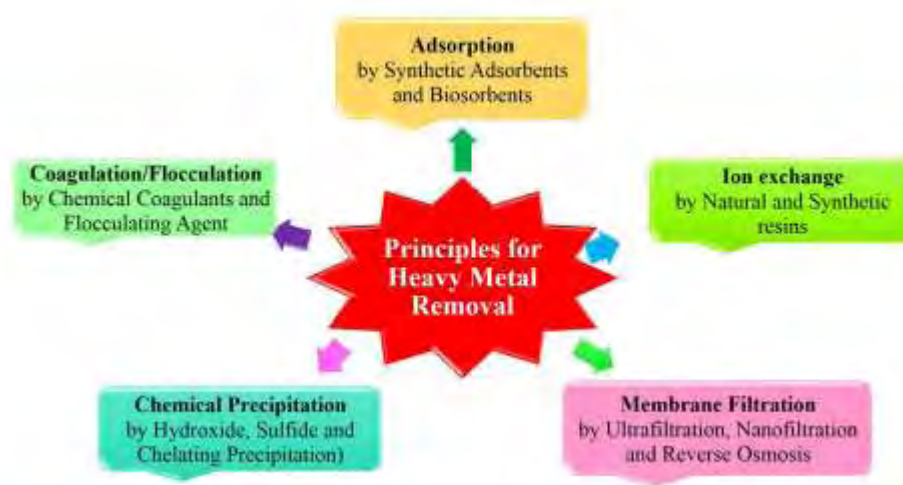 Adsorption
by Synthetic Adsorbents
and Biosorbents
Coagulation/Flocculation
by Chemical Coagulants and
Flocculating Agent
Ion exchange
by Natural and Synthetic
resins
Principles for
Heavy Metal
Removal
Chemical Precipitation
by Hydroxide, Sulfide and
Chelating Precipitation)
Membrane Filtration
by Ultrafiltration, Nanofiltration
and Reverse Osmosis